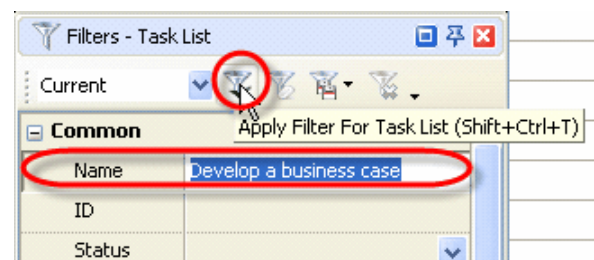 Filters - Task List
Current
Apply Filter For Task List (Shift+Ctrl+T)
Common
Name Develop a business case
ID
Status